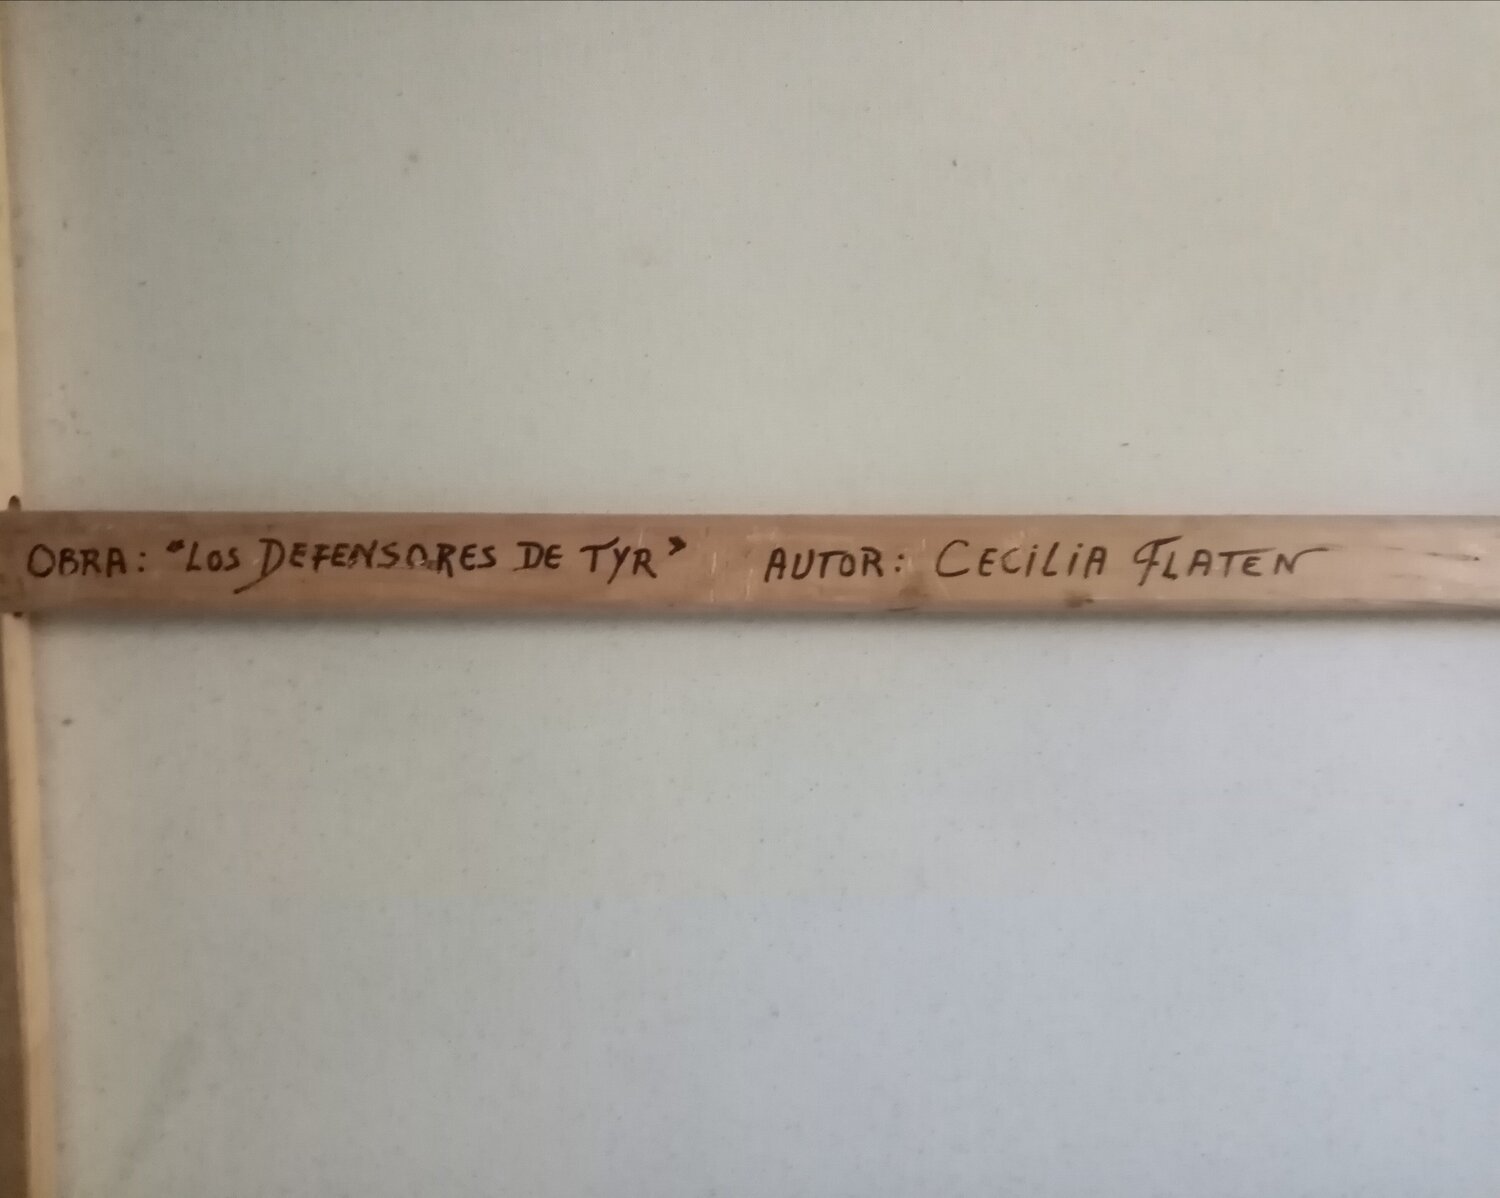 OBRA: "LOS DEFENSORES DE TYR" AUTOR: CECILIA FLATEN